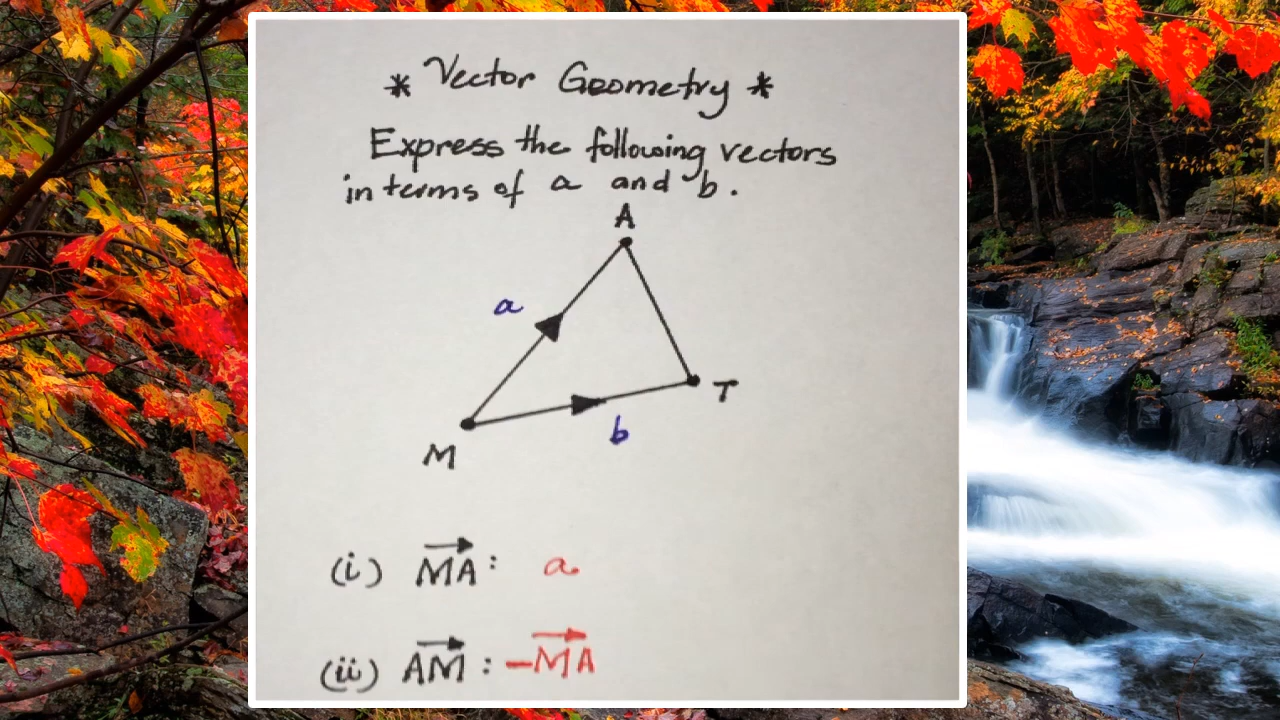 * Vector Geometry *
Express the following vectors
in terms of a and b.
A
a
T
b
M
(i) MA: a
(ii) AM: -MA